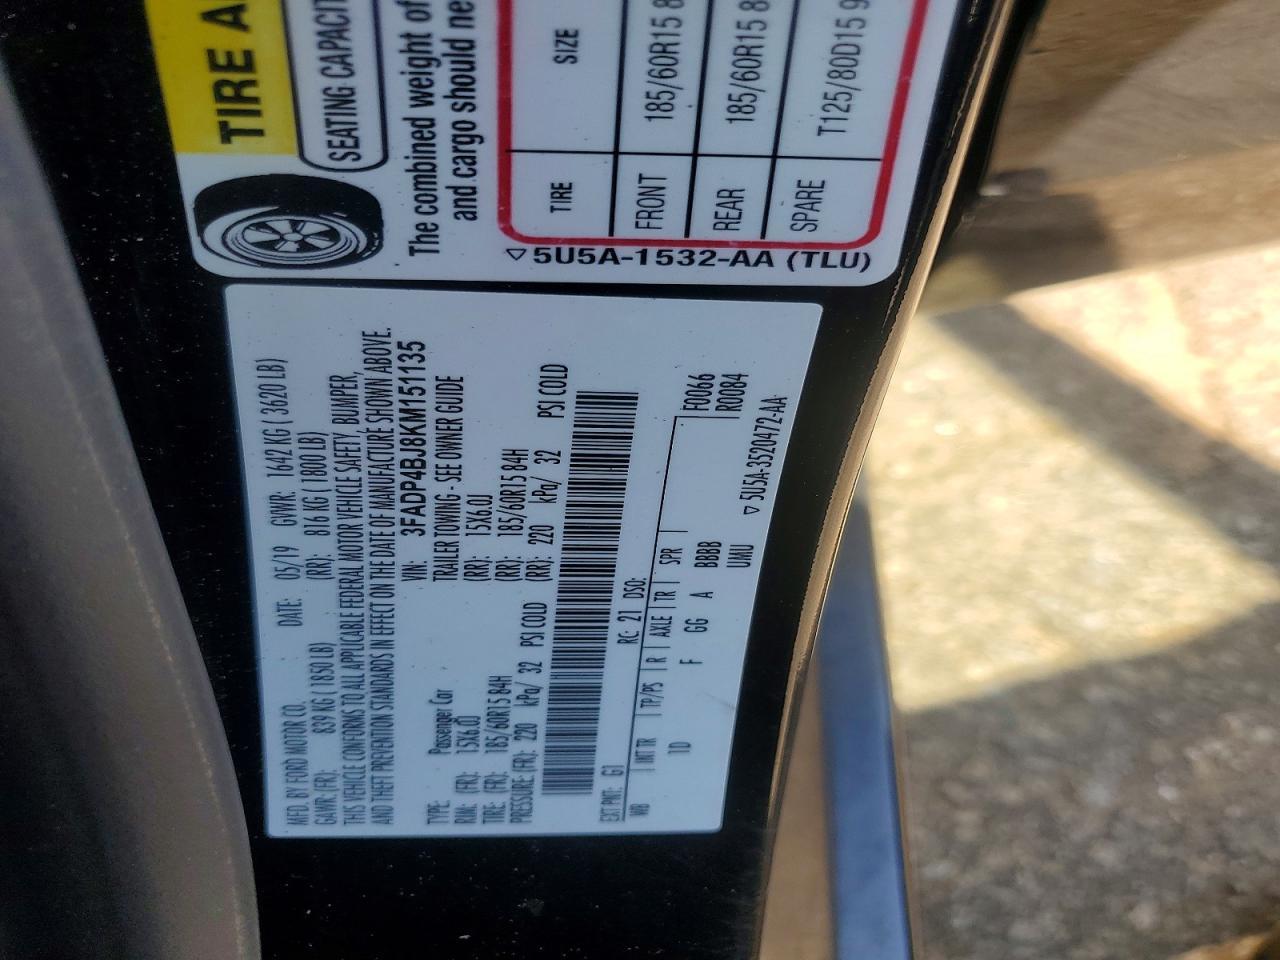 TIRE A
SEATING CAPACIT
The combined weight of
and cargo should ne
TIRE SIZE
FRONT 185/60R15 8
REAR 185/60R15 8
SPARE T125/80D15 9
5U5A-1532-AA (TLU)
MFD. BY FORD MOTOR CO. DATE: 05/19 GVWR: 1642 KG ( 3620 LB)
GAWR: (FR): 839 KG ( 1850 LB) (RR): 816 KG ( 1800 LB)
THIS VEHICLE CONFORMS TO ALL APPLICABLE FEDERAL MOTOR VEHICLE SAFETY, BUMPER,
AND THEFT PREVENTION STANDARDS IN EFFECT ON THE DATE OF MANUFACTURE SHOWN ABOVE.
VIN: 3FADP4BJ8KM151135
TYPE: Passenger Car TRAILER TOWING - SEE OWNER GUIDE
RIM: (FR): 15X6.0J (RR): 15X6.0J
TIRE: (FR): 185/60R15 84H (RR): 185/60R15 84H
PRESSURE: (FR): 220 kPa/ 32 PSI COLD (RR): 220 kPa/ 32 PSI COLD
EXT PNT: G1 RC: 21 DSO: F0066
WB INT TR TP/PS R AXLE TR SPR R0084
1D F GG A BBBB
UMU 5U5A-3520472-AA